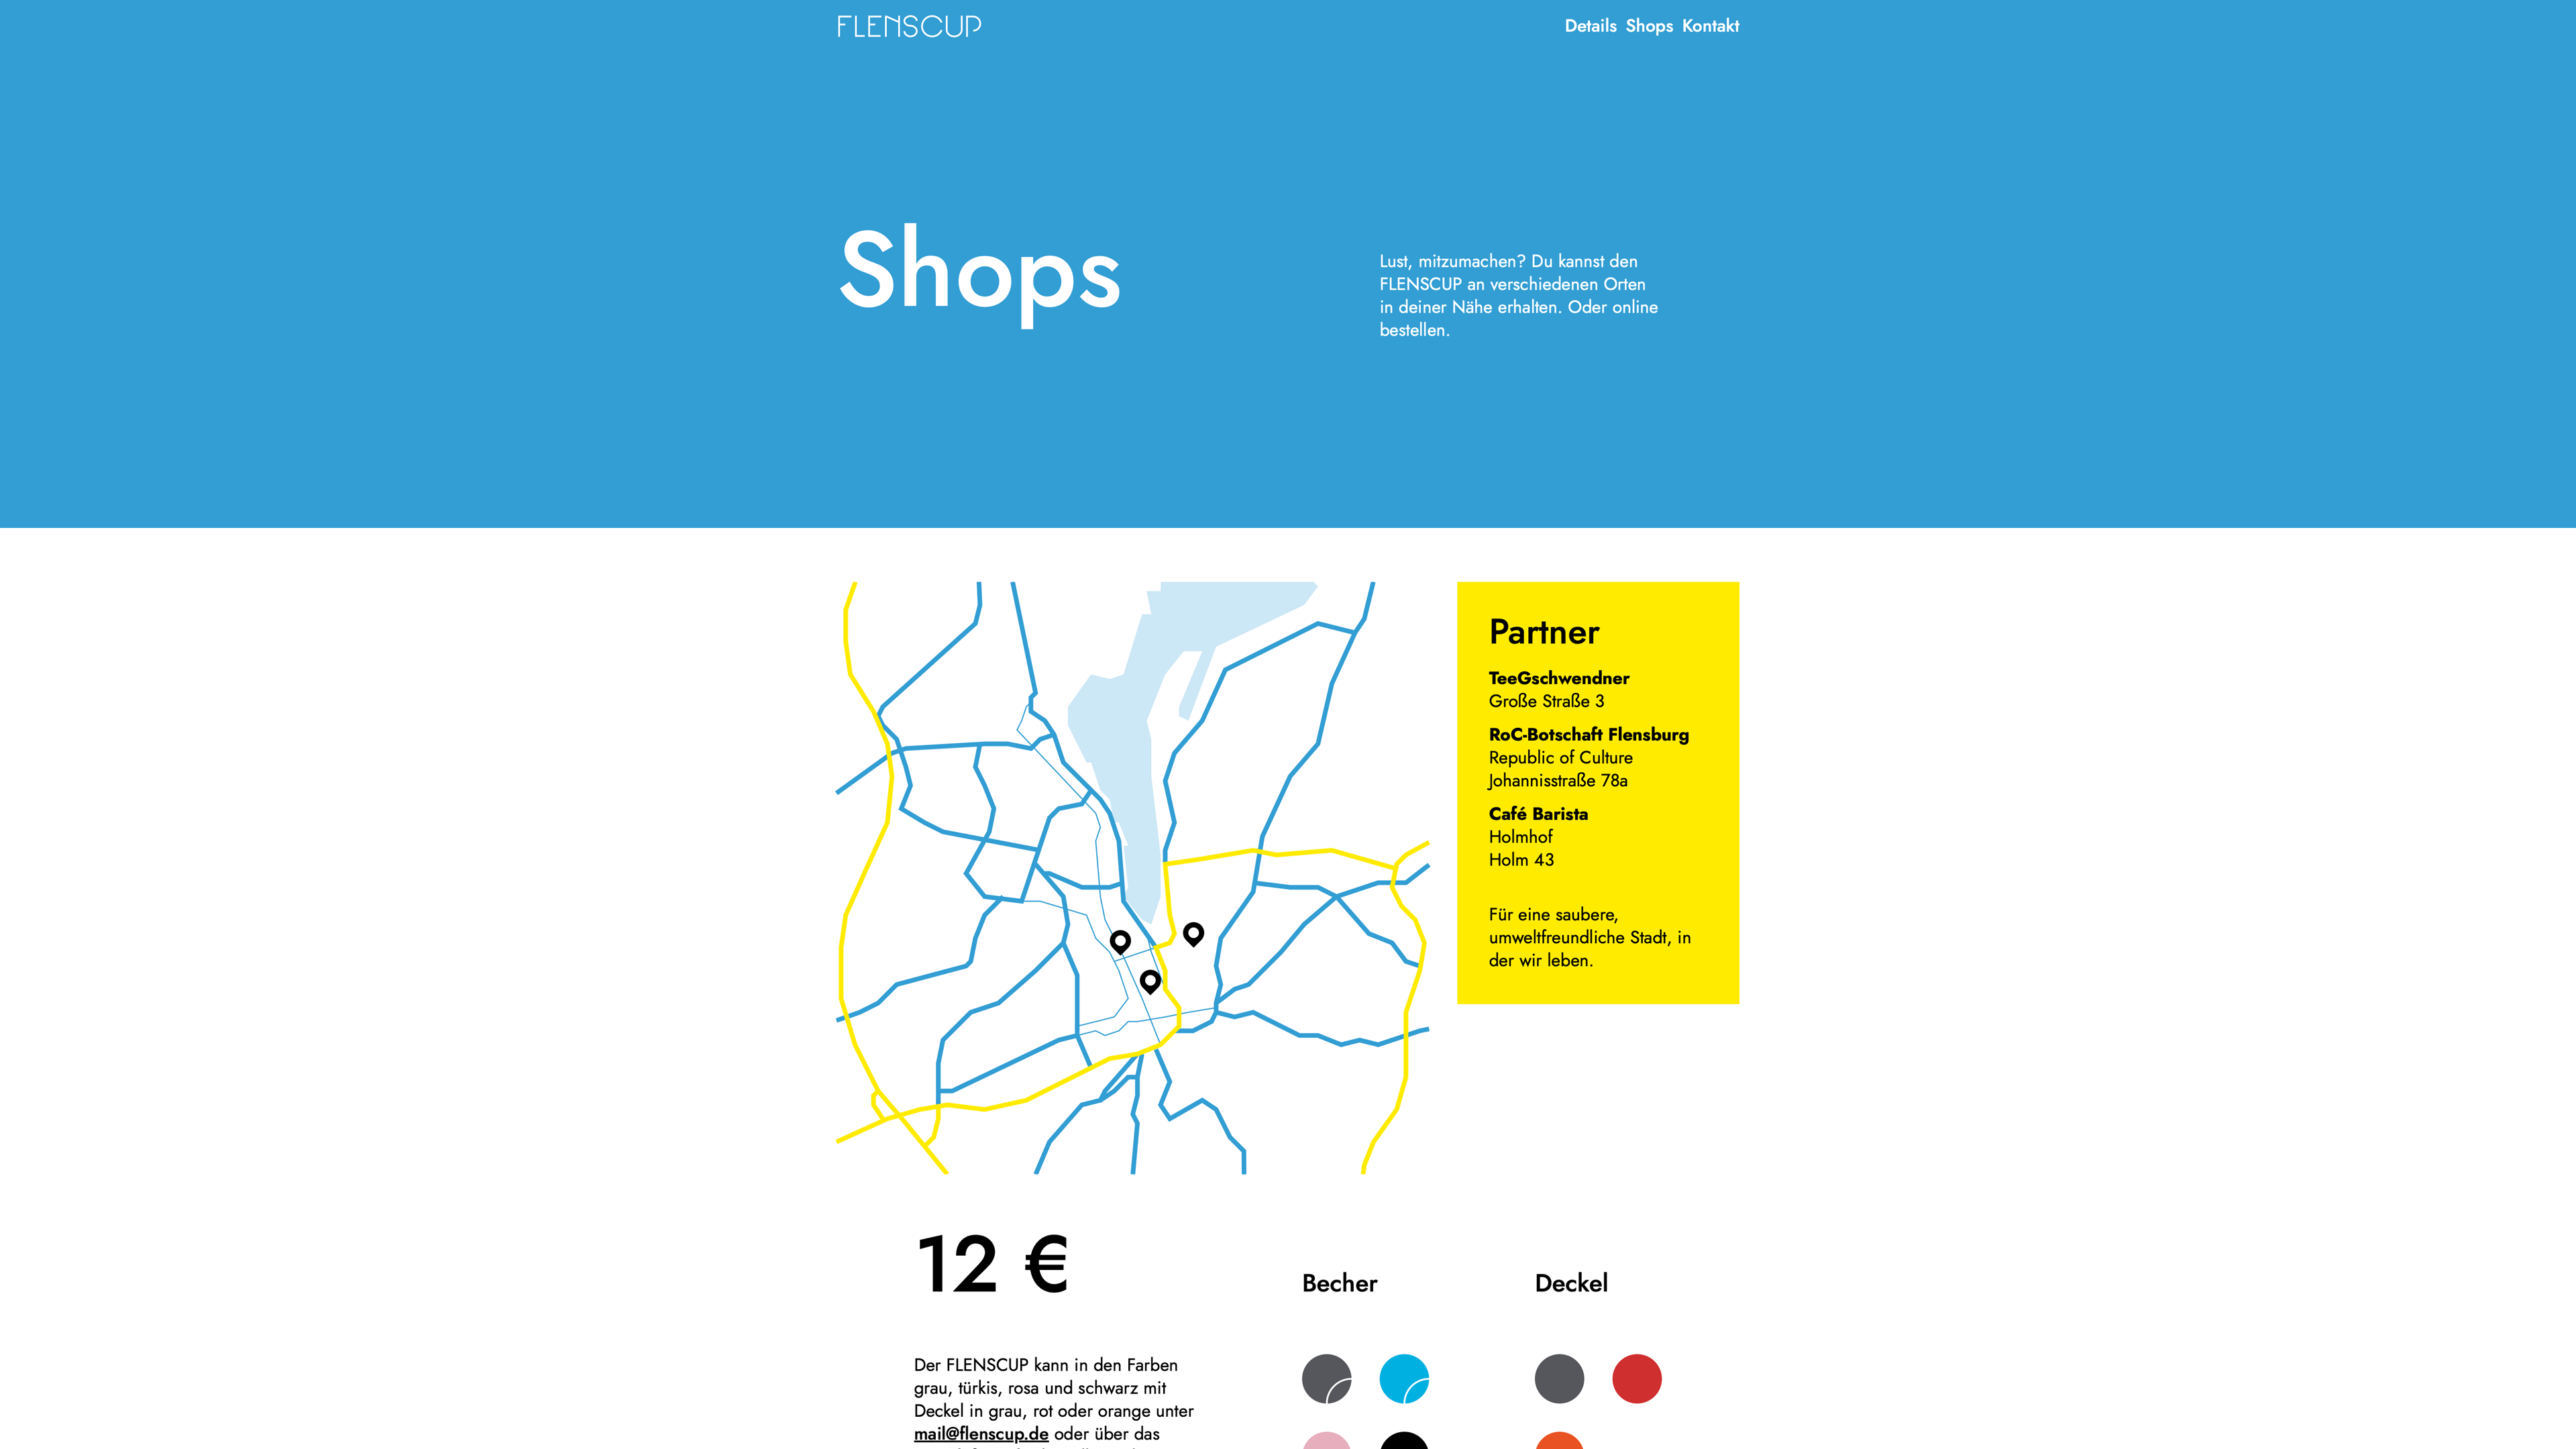 FLENSCUP
Details Shops Kontakt
Shops
Lust, mitzumachen? Du kannst den
FLENSCUP an verschiedenen Orten
in deiner Nähe erhalten. Oder online
bestellen.
Partner
TeeGschwendner
Große Straße 3
RoC-Botschaft Flensburg
Republic of Culture
Johannisstraße 78a
Café Barista
Holmhof
Holm 43
Für eine saubere,
umweltfreundliche Stadt, in
der wir leben.
12 €
Becher
Deckel
Der FLENSCUP kann in den Farben
grau, türkis, rosa und schwarz mit
Deckel in grau, rot oder orange unter
mail@flenscup.de oder über das